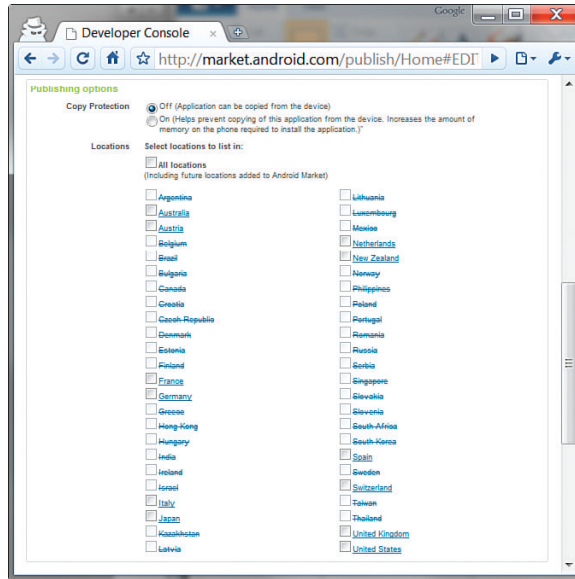 Google
Developer Console
http://market.android.com/publish/Home#EDIT
Publishing options
Copy Protection
Off (Application can be copied from the device)
On (Helps prevent copying of this application from the device. Increases the amount of
memory on the phone required to install the application.)"
Locations
Select locations to list in:
All locations
(Including future locations added to Android Market)
Argentina
Australia
Austria
Belgium
Brazil
Bulgaria
Canada
Croatia
Czech Republic
Denmark
Estonia
Finland
France
Germany
Greece
Hong Kong
Hungary
India
Ireland
Israel
Italy
Japan
Kazakhstan
Latvia
Lithuania
Luxembourg
Mexico
Netherlands
New Zealand
Norway
Philippines
Poland
Portugal
Romania
Russia
Serbia
Singapore
Slovakia
Slovenia
South Africa
South Korea
Spain
Sweden
Switzerland
Taiwan
Thailand
United Kingdom
United States